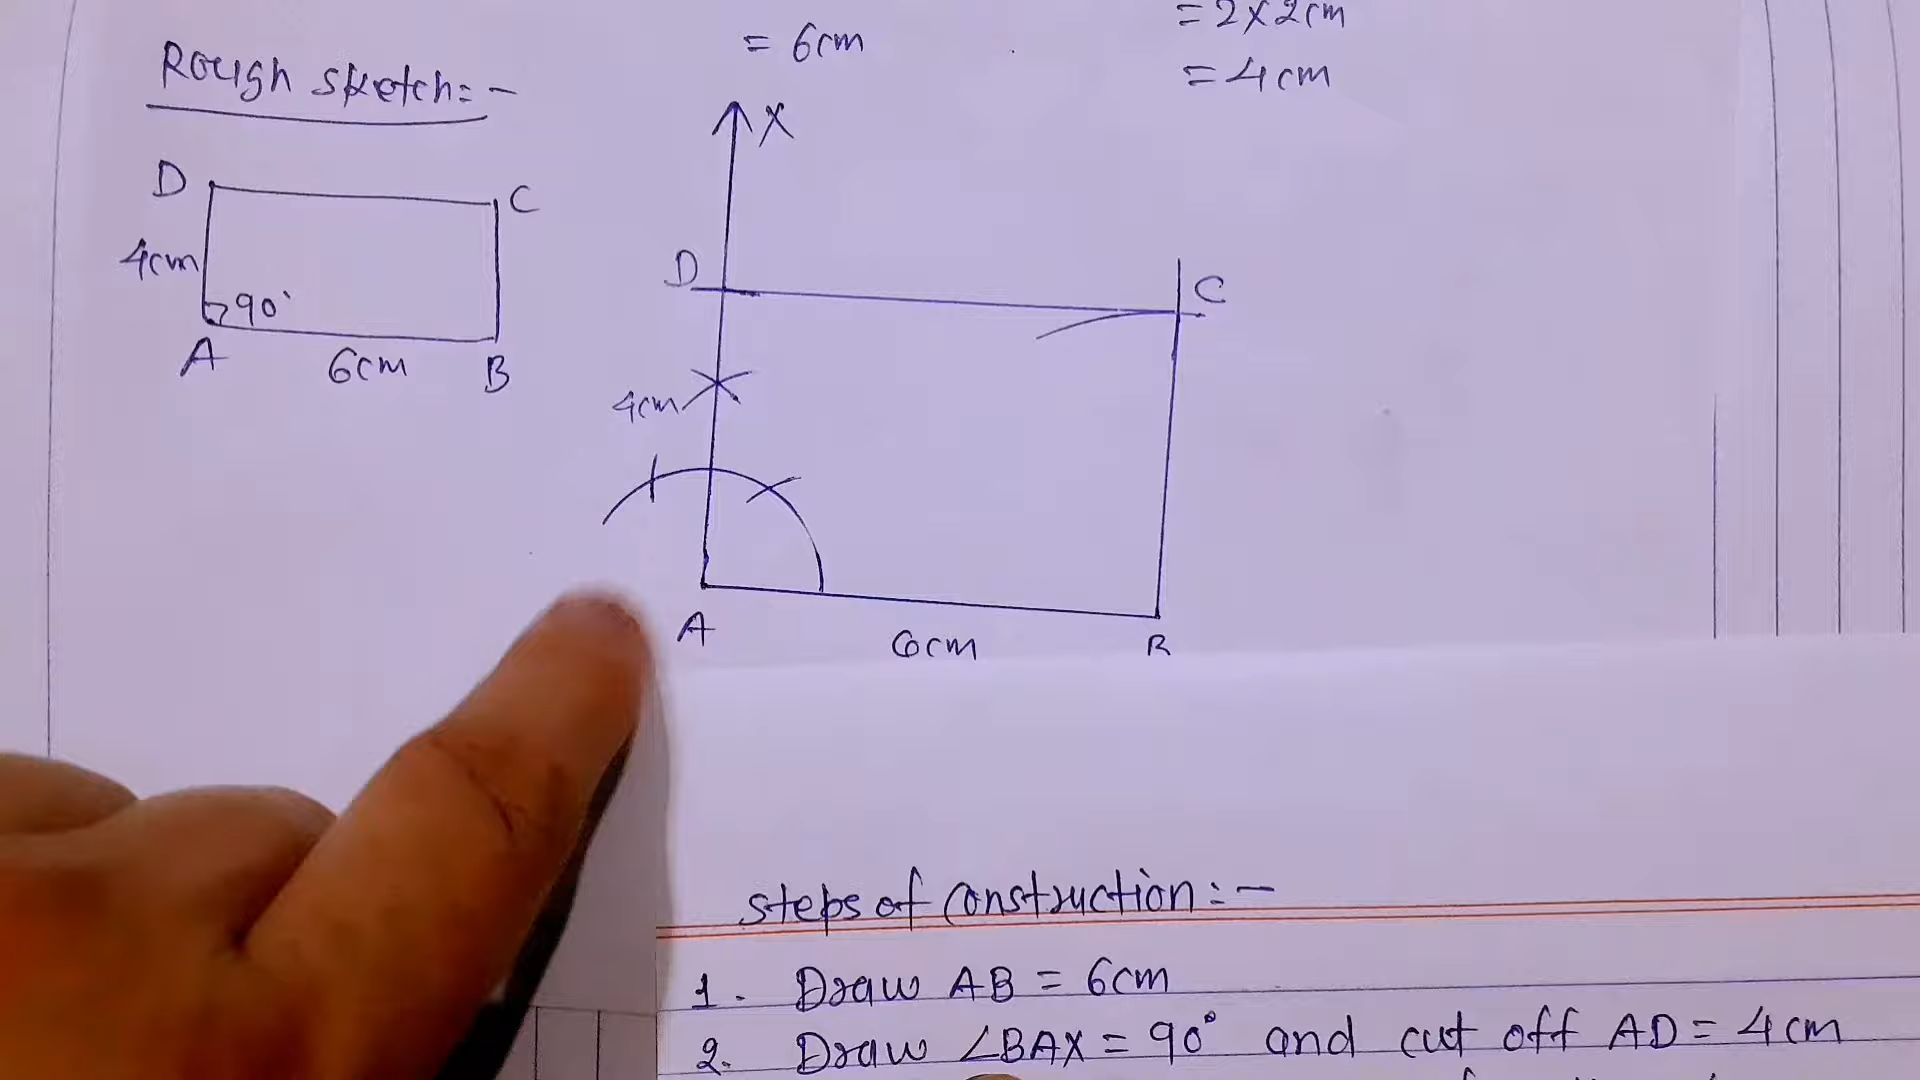 = 6cm
= 2x2cm
= 4cm
Rough sketch:-
X
D
C
4cm
90°
A
6cm
B
D
C
4cm
A
6cm
B
Steps of construction:-
1. Draw AB = 6cm
2. Draw ∠BAX = 90° and cut off AD = 4cm